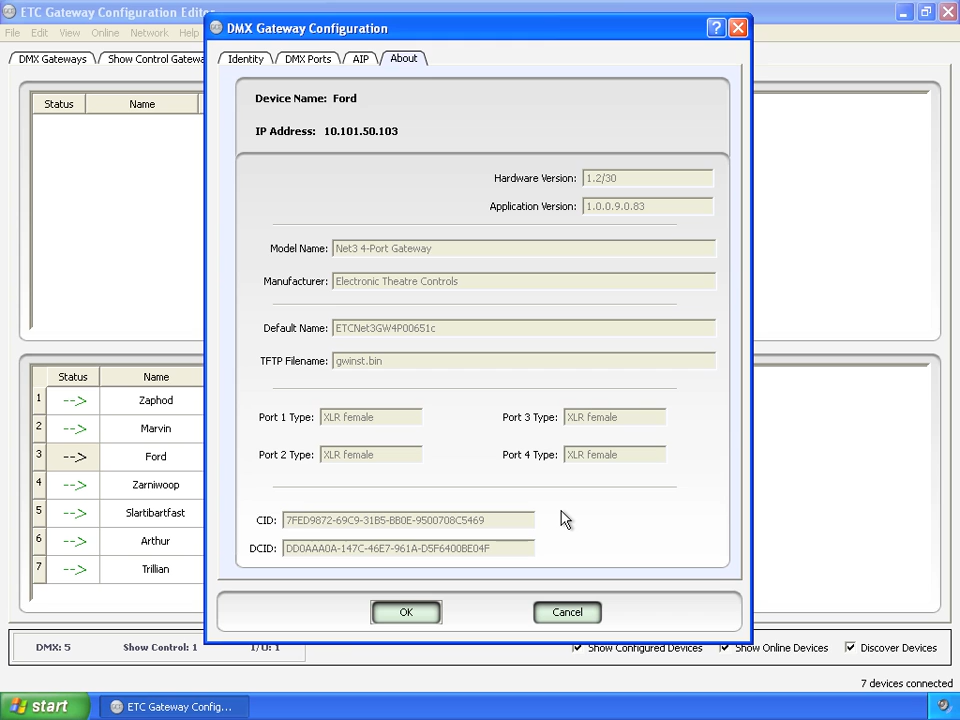 ETC Gateway Configuration Editor
File Edit View Online Network Help
DMX Gateways Show Control Gatewa
Status Name
DMX Gateway Configuration
Identity DMX Ports AIP About
Device Name: Ford
IP Address: 10.101.50.103
Hardware Version: 1.2/30
Application Version: 1.0.0.9.0.83
Model Name: Net3 4-Port Gateway
Manufacturer: Electronic Theatre Controls
Default Name: ETCNet3GW4P00651c
TFTP Filename: gwinst.bin
Port 1 Type: XLR female Port 3 Type: XLR female
Port 2 Type: XLR female Port 4 Type: XLR female
CID: 7FED9872-69C9-31B5-BB0E-9500708C5469
DCID: DD0AAA0A-147C-46E7-961A-D5F6400BE04F
OK Cancel
Status Name
1 --> Zaphod
2 --> Marvin
3 --> Ford
4 --> Zarniwoop
5 --> Slartibartfast
6 --> Arthur
7 --> Trillian
DMX: 5 Show Control: 1 I/O: 1 Show Configured Devices Show Online Devices Discover Devices
7 devices connected
start ETC Gateway Config...